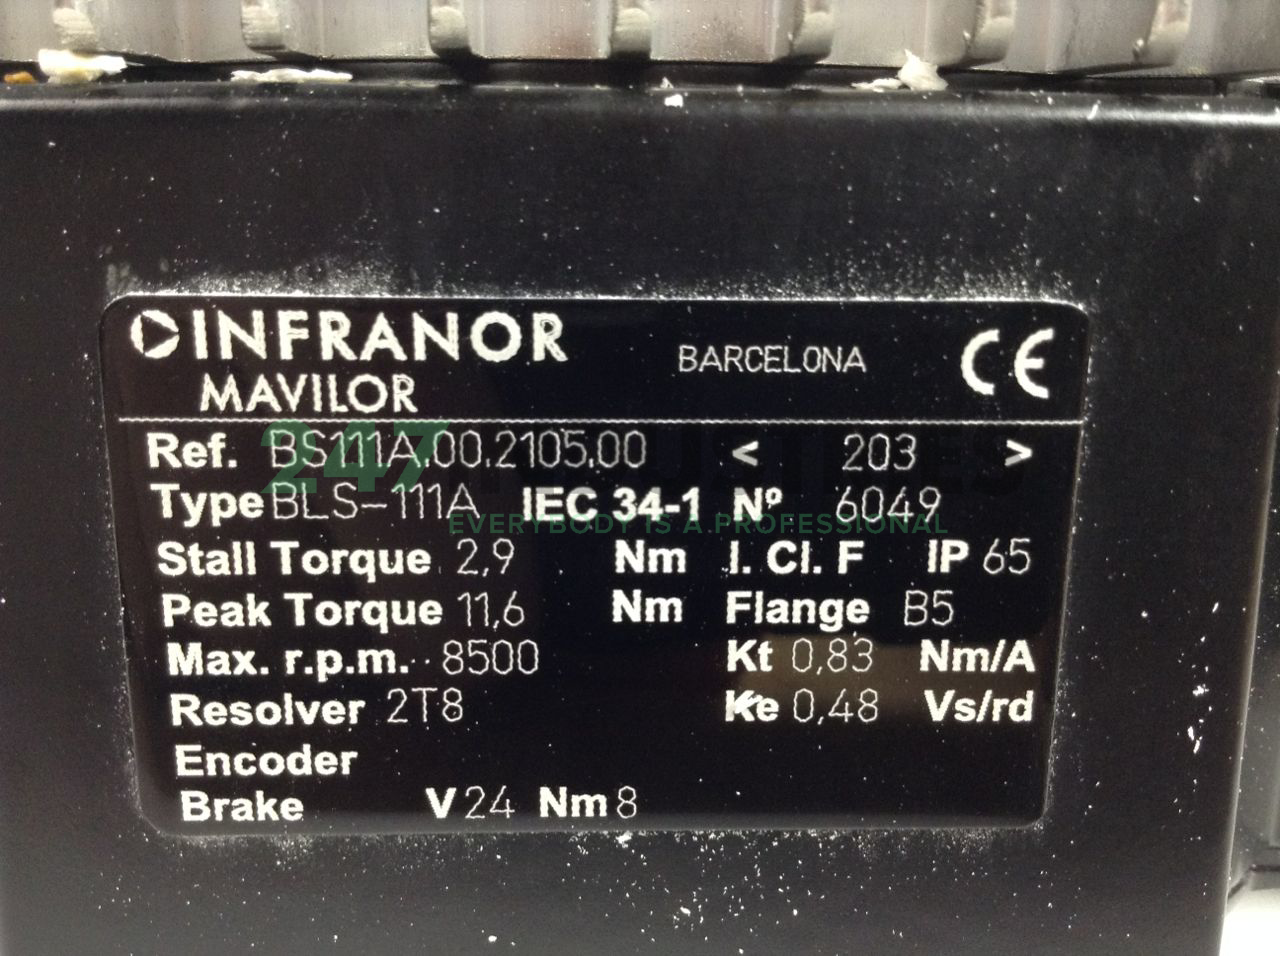 INFRANOR
MAVILOR
BARCELONA CE
Ref. BS111A.00.2105.00 < 203 >
Type BLS-111A IEC 34-1 Nº 6049
Stall Torque 2,9 Nm I. Cl. F IP 65
Peak Torque 11,6 Nm Flange B5
Max. r.p.m. 8500 Kt 0,83 Nm/A
Resolver 2T8 Ke 0,48 Vs/rd
Encoder
Brake V 24 Nm 8
247
EVERYBODY IS A PROFESSIONAL